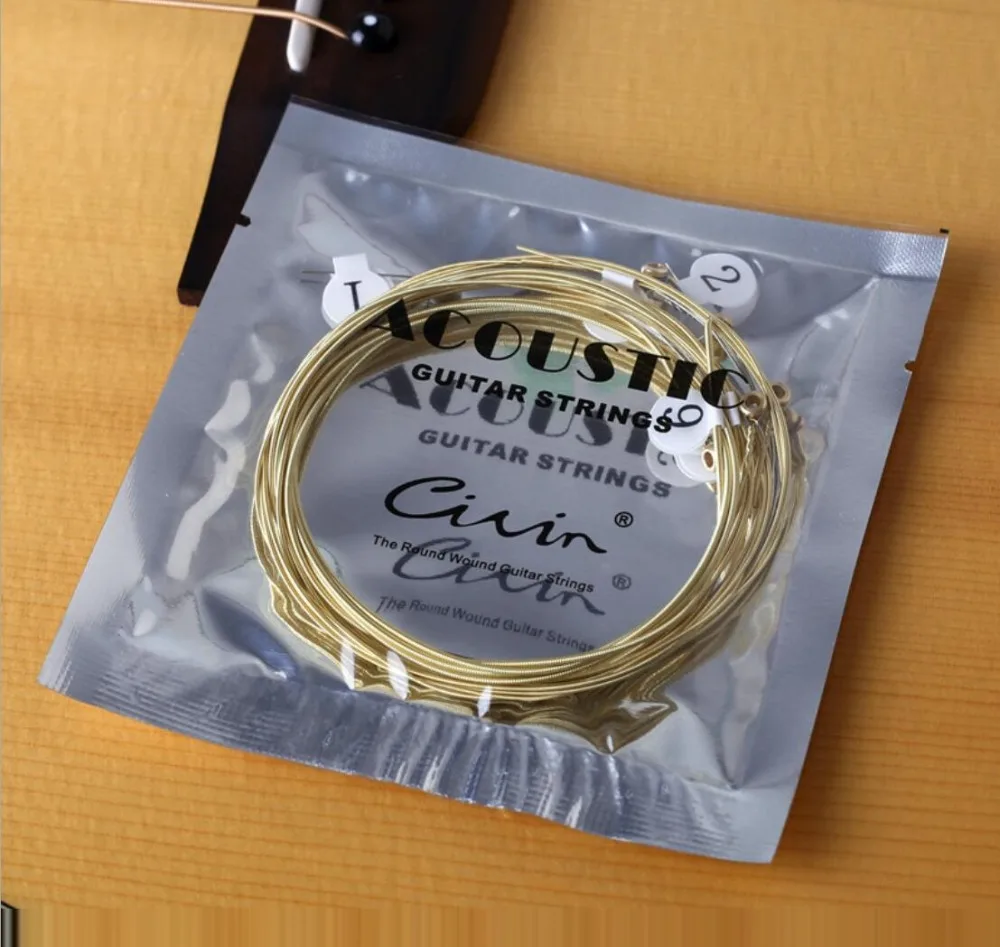 1
2
ACOUSTIC
GUITAR STRINGS
6
ACOUSTIC
GUITAR STRINGS
Civin ®
The Round Wound Guitar Strings
Civin ®
The Round Wound Guitar Strings